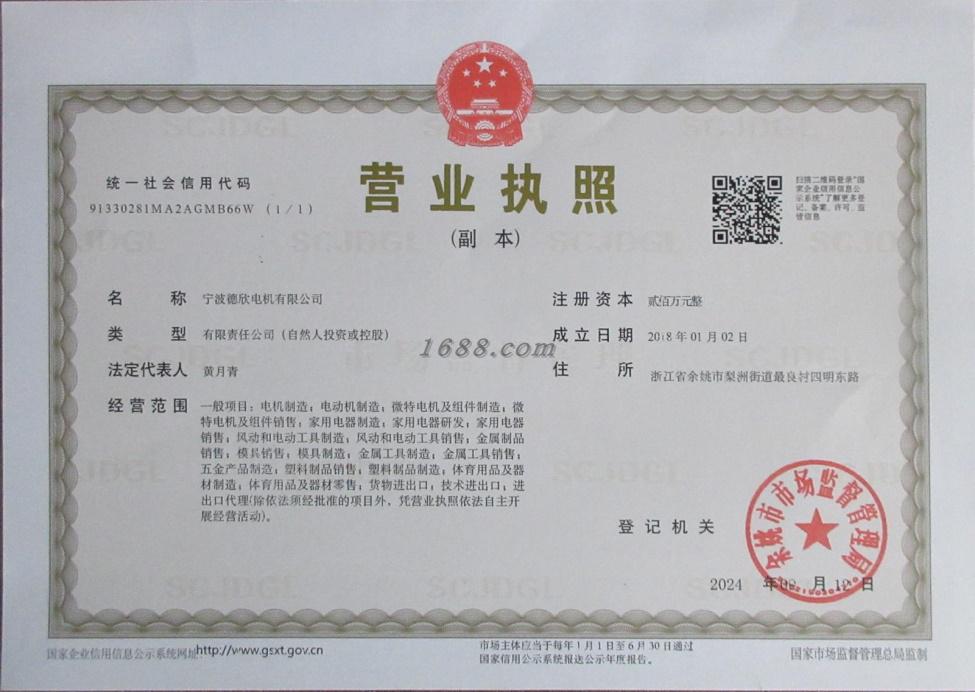 营业执照
(副 本)
统一社会信用代码
91330281MA2AGMB66W (1/1)
扫描二维码登录"国
家企业信用信息公
示系统"了解更多登
记、备案、许可、监
管信息
名 称 宁波德欣电机有限公司
类 型 有限责任公司（自然人投资或控股）
法定代表人 黄月青
经营范围 一般项目：电机制造；电动机制造；微特电机及组件制造；微
特电机及组件销售；家用电器制造；家用电器研发；家用电器
销售；风动和电动工具制造；风动和电动工具销售；金属制品
销售；模具销售；模具制造；金属工具制造；金属工具销售；
五金产品制造；塑料制品销售；塑料制品制造；体育用品及器
材制造；体育用品及器材零售；货物进出口；技术进出口；进
出口代理(除依法须经批准的项目外，凭营业执照依法自主开
展经营活动)。
注册资本 贰佰万元整
成立日期 2018年01月02日
住 所 浙江省余姚市梨洲街道最良村四明东路
1688.com
登记机关
余姚市市场监督管理局
2024 年 月 日
国家企业信用信息公示系统网址:http://www.gsxt.gov.cn
市场主体应当于每年1月1日至6月30日通过
国家信用公示系统报送公示年度报告。
国家市场监督管理总局监制
SCJDGL